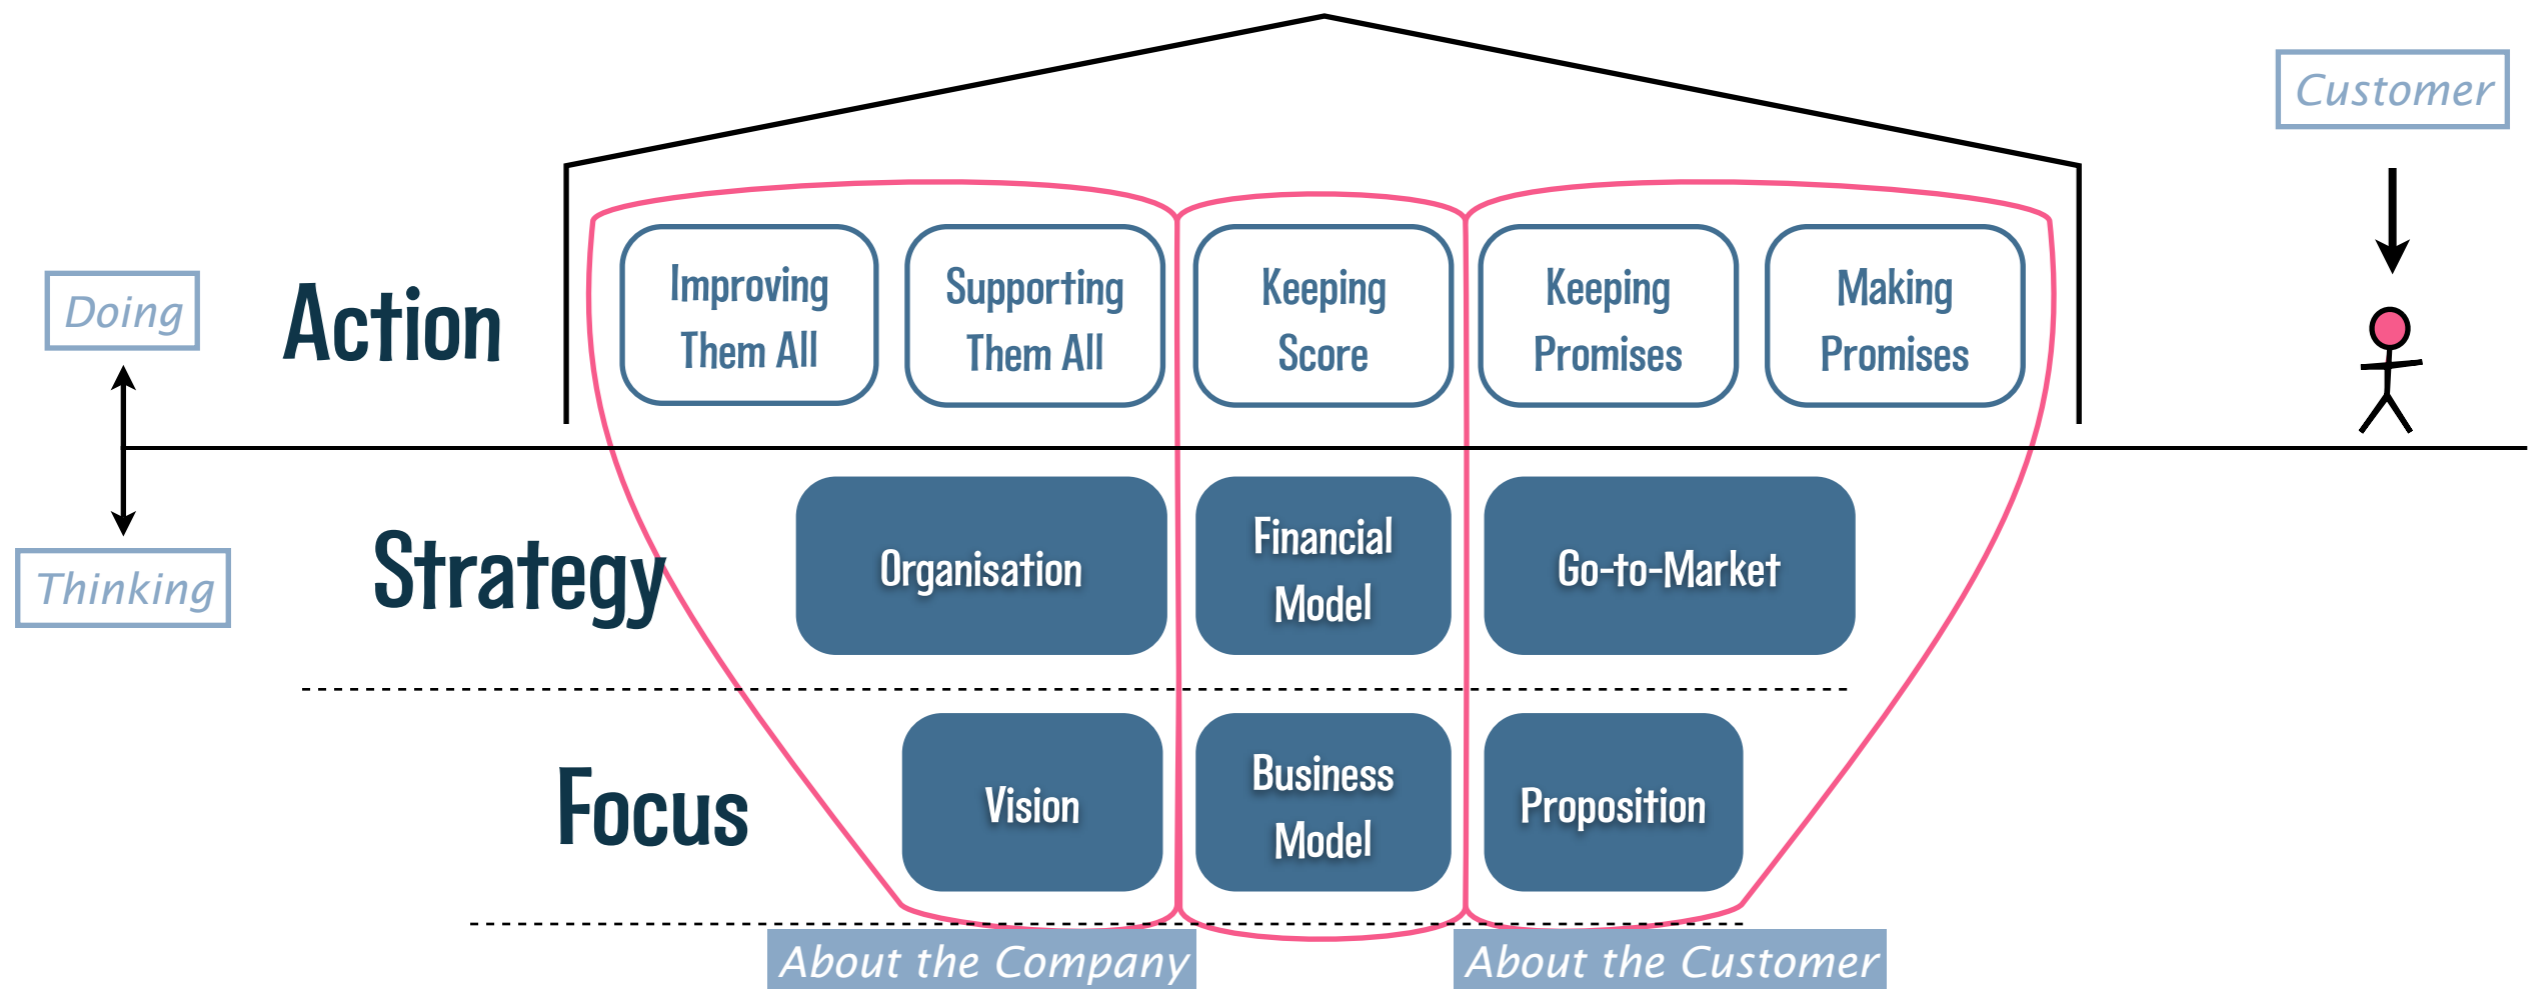 Customer
Doing
Action
Improving
Them All
Supporting
Them All
Keeping
Score
Keeping
Promises
Making
Promises
Thinking
Strategy
Organisation
Financial
Model
Go-to-Market
Focus
Vision
Business
Model
Proposition
About the Company
About the Customer